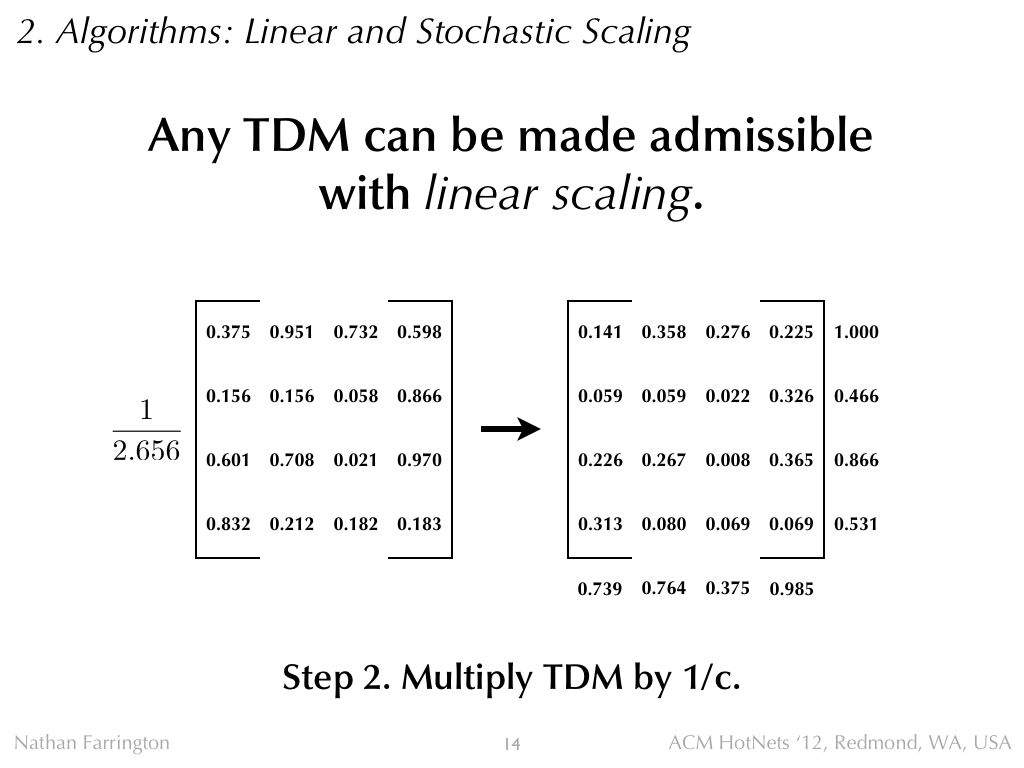 2. Algorithms: Linear and Stochastic Scaling
Any TDM can be made admissible
with linear scaling.
1
2.656
0.375 0.951 0.732 0.598
0.156 0.156 0.058 0.866
0.601 0.708 0.021 0.970
0.832 0.212 0.182 0.183
0.141 0.358 0.276 0.225 1.000
0.059 0.059 0.022 0.326 0.466
0.226 0.267 0.008 0.365 0.866
0.313 0.080 0.069 0.069 0.531
0.739 0.764 0.375 0.985
Step 2. Multiply TDM by 1/c.
Nathan Farrington
14
ACM HotNets ‘12, Redmond, WA, USA